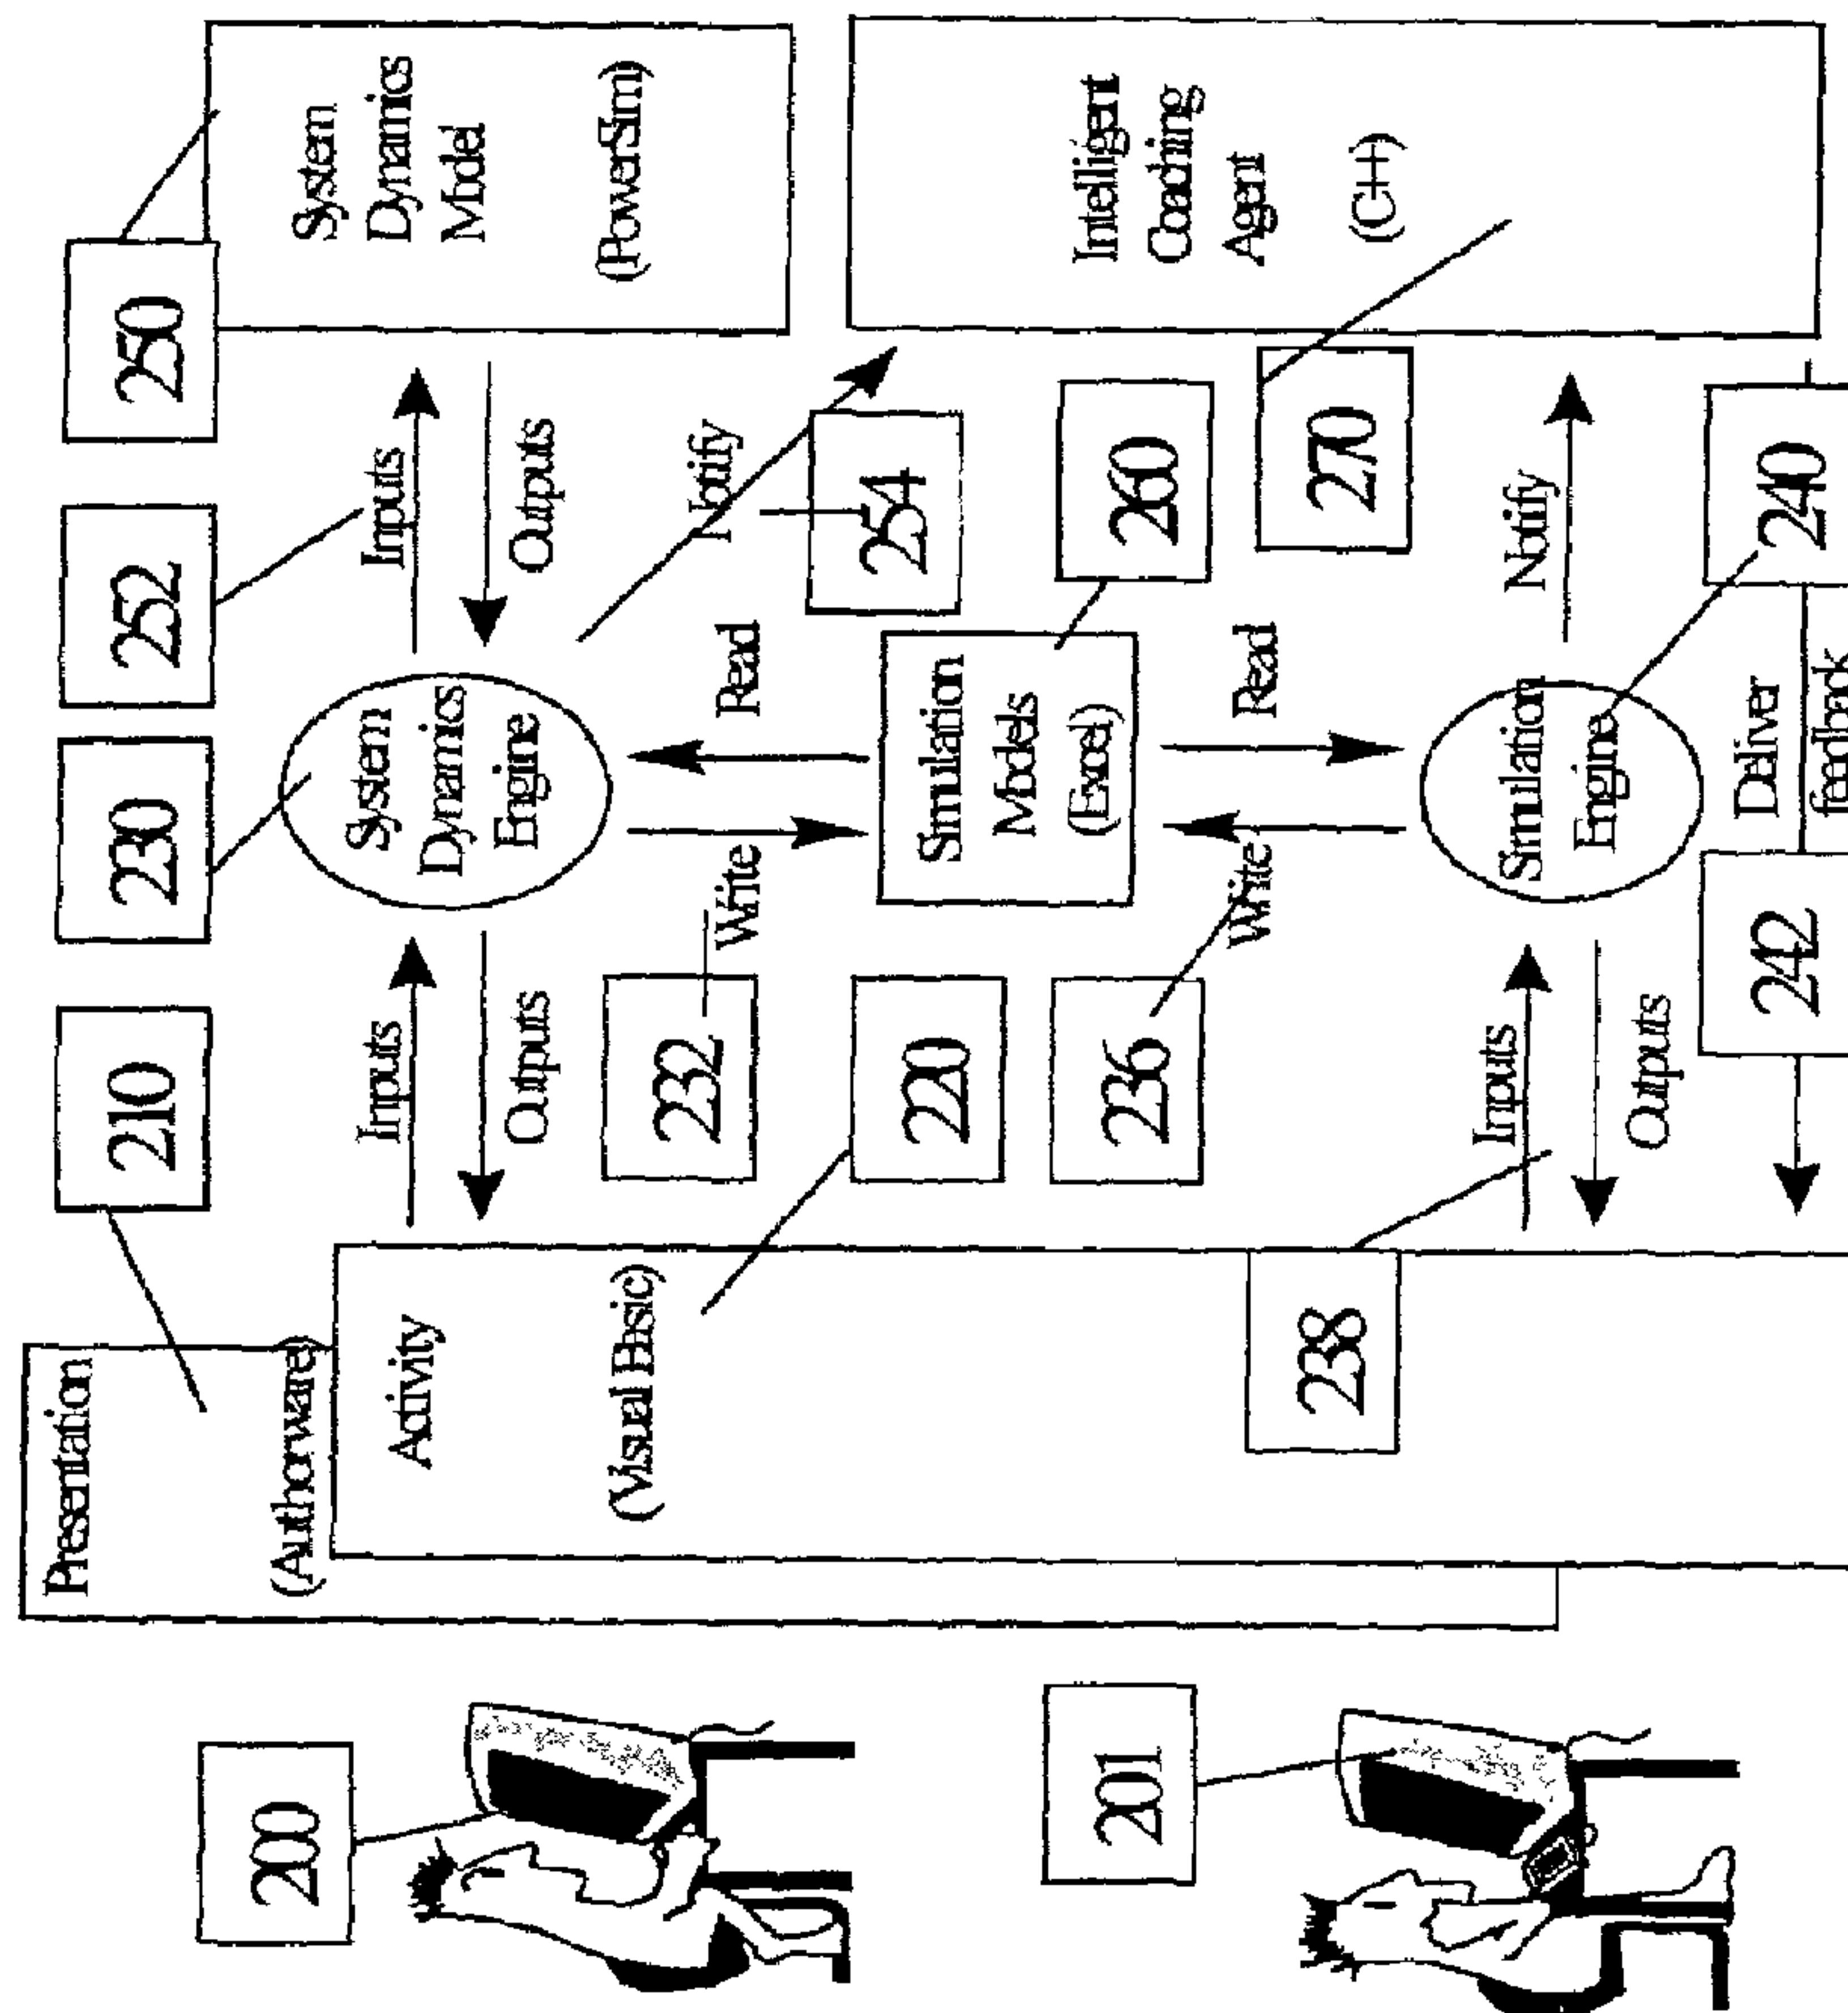 200
201
Presentation
(Authorware)
210
Activity
(Visual Basic)
220
238
Inputs
Outputs
230
System
Dynamics
Engine
252
Inputs
Outputs
250
System
Dynamics
Model
(PowerSim)
232
Write
Read
Notify
254
Simulation
Models
(Excel)
260
236
Write
Read
270
Intelligent
Coaching
Agent
(C++)
Inputs
Outputs
Simulation
Engine
Notify
240
242
Deliver
feedback